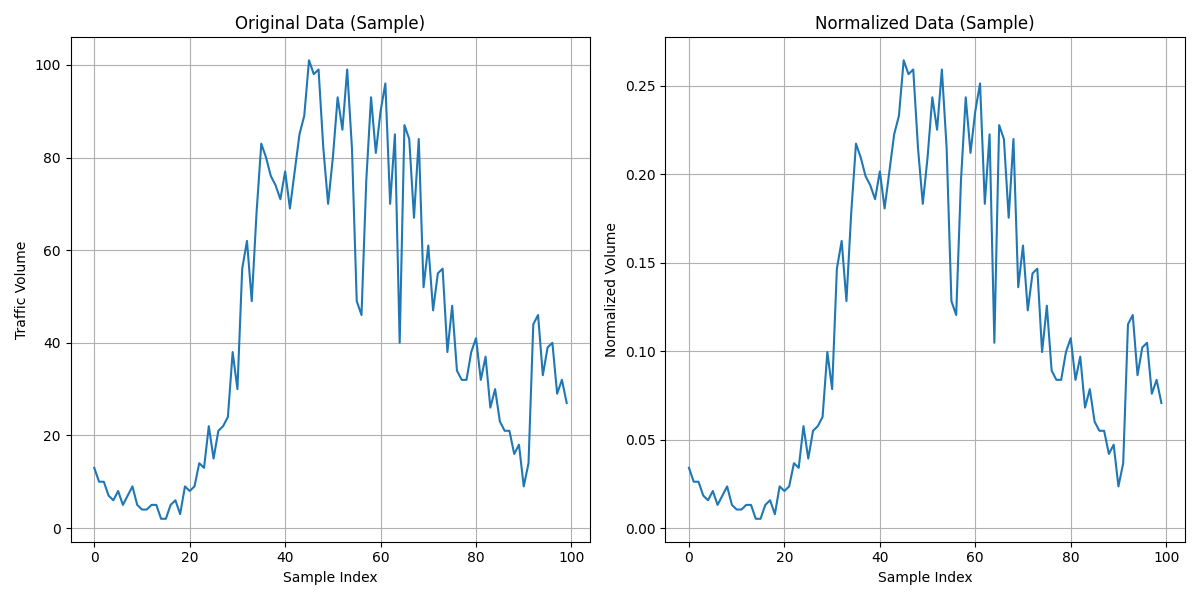 Original Data (Sample)
Traffic Volume
100
80
60
40
20
0
0 20 40 60 80 100
Sample Index
Normalized Data (Sample)
Normalized Volume
0.25
0.20
0.15
0.10
0.05
0.00
0 20 40 60 80 100
Sample Index